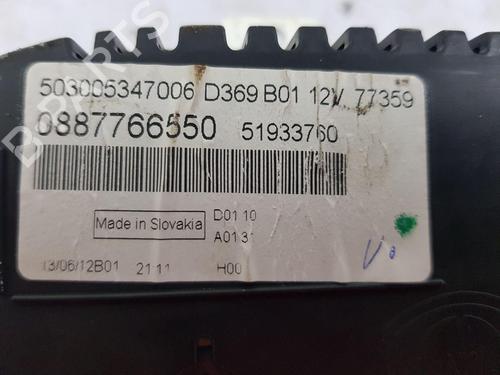 503005347006 D369 B01 12V 77359
0887766550 51933760
Made in Slovakia
D01 10
A01 31
13/06/12B01 21 11 H00
V.
B-PARTS